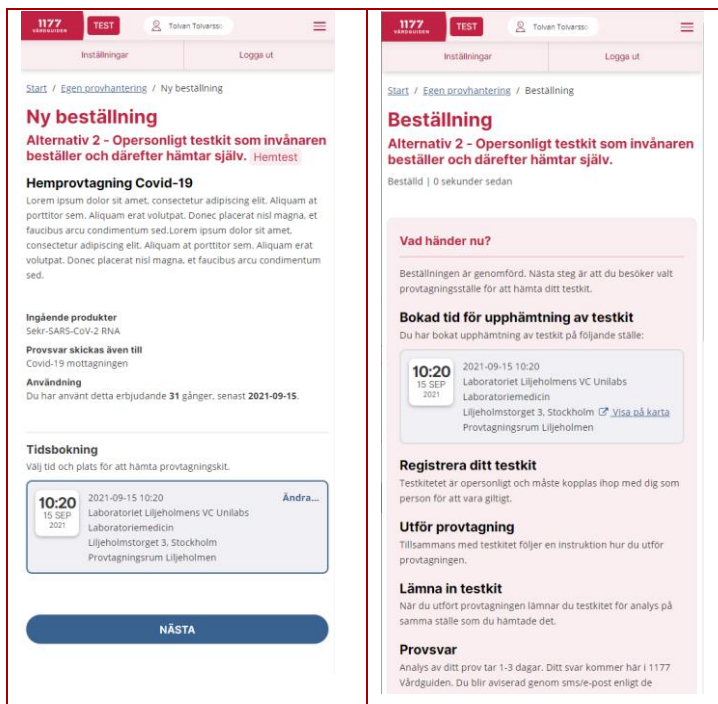 1177
VÅRDGUIDEN
TEST
Tolvan Tolvarss:
Inställningar
Logga ut
Start / Egen provhantering / Ny beställning
Ny beställning
Alternativ 2 - Opersonligt testkit som invånaren
beställer och därefter hämtar själv. Hemtest
Hemprovtagning Covid-19
Lorem ipsum dolor sit amet, consectetur adipiscing elit. Aliquam at
porttitor sem. Aliquam erat volutpat. Donec placerat nisl magna, et
faucibus arcu condimentum sed.Lorem ipsum dolor sit amet,
consectetur adipiscing elit. Aliquam at porttitor sem. Aliquam erat
volutpat. Donec placerat nisl magna, et faucibus arcu condimentum
sed.
Ingående produkter
Sekr-SARS-CoV-2 RNA
Provsvar skickas även till
Covid-19 mottagningen
Användning
Du har använt detta erbjudande 31 gånger, senast 2021-09-15.
Tidsbokning
Välj tid och plats för att hämta provtagningskit.
10:20
15 SEP
2021
2021-09-15 10:20
Ändra...
Laboratoriet Liljeholmens VC Unilabs
Laboratoriemedicin
Liljeholmstorget 3, Stockholm
Provtagningsrum Liljeholmen
NÄSTA
1177
VÅRDGUIDEN
TEST
Tolvan Tolvarss:
Inställningar
Logga ut
Start / Egen provhantering / Beställning
Beställning
Alternativ 2 - Opersonligt testkit som invånaren
beställer och därefter hämtar själv.
Beställd | 0 sekunder sedan
Vad händer nu?
Beställningen är genomförd. Nästa steg är att du besöker valt
provtagningsställe för att hämta ditt testkit.
Bokad tid för upphämtning av testkit
Du har bokat upphämtning av testkit på följande ställe:
10:20
15 SEP
2021
2021-09-15 10:20
Laboratoriet Liljeholmens VC Unilabs
Laboratoriemedicin
Liljeholmstorget 3, Stockholm Visa på karta
Provtagningsrum Liljeholmen
Registrera ditt testkit
Testkitetet är opersonligt och måste kopplas ihop med dig som
person för att vara giltigt.
Utför provtagning
Tillsammans med testkitet följer en instruktion hur du utför
provtagningen.
Lämna in testkit
När du utfört provtagningen lämnar du testkitet för analys på
samma ställe som du hämtade det.
Provsvar
Analys av ditt prov tar 1-3 dagar. Ditt svar kommer här i 1177
Vårdguiden. Du blir aviserad genom sms/e-post enligt de